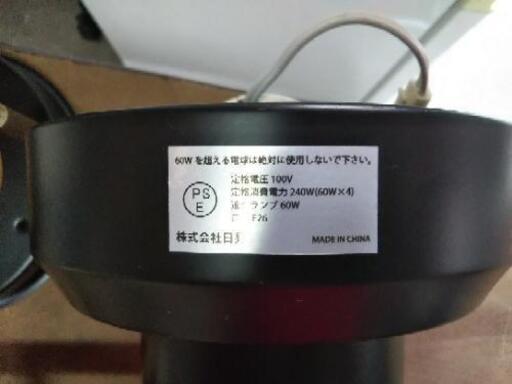 60Wを超える電球は絶対に使用しないで下さい。
PS
E
定格電圧 100V
定格消費電力 240W(60W×4)
ランプ 60W
E26
株式会社日
MADE IN CHINA